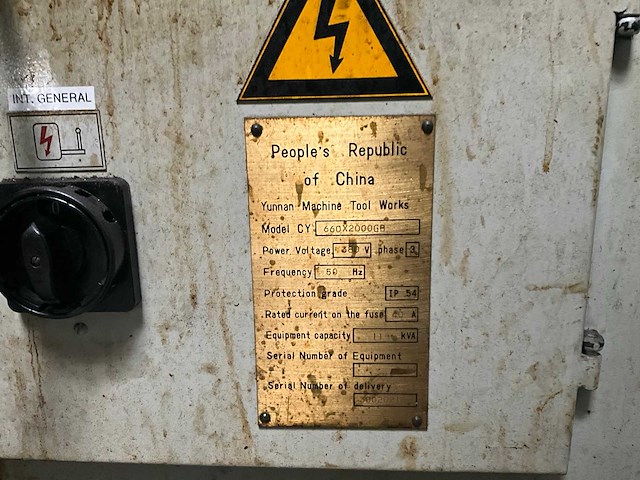 INT. GENERAL
People's Republic
of China
Yunnan Machine Tool Works
Model CY- 660X2000GB
Power Voltage 380 V phase 3
Frequency 50 Hz
Protection grade IP 54
Rated current on the fuse A
Equipment capacity 11 KVA
Serial Number of Equipment
Serial Number of delivery